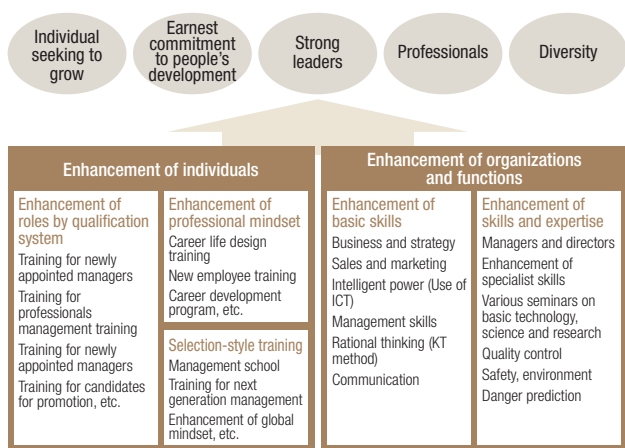 Individual
seeking to
grow
Earnest
commitment
to people's
development
Strong
leaders
Professionals
Diversity
Enhancement of individuals
Enhancement of
roles by qualification
system
Training for newly
appointed managers
Training for
professionals
management training
Training for newly
appointed managers
Training for candidates
for promotion, etc.
Enhancement of
professional mindset
Career life design
training
New employee training
Career development
program, etc.
Selection-style training
Management school
Training for next
generation management
Enhancement of global
mindset, etc.
Enhancement of organizations
and functions
Enhancement of
basic skills
Business and strategy
Sales and marketing
Intelligent power (Use of
ICT)
Management skills
Rational thinking (KT
method)
Communication
Enhancement of
skills and expertise
Managers and directors
Enhancement of
specialist skills
Various seminars on
basic technology,
science and research
Quality control
Safety, environment
Danger prediction